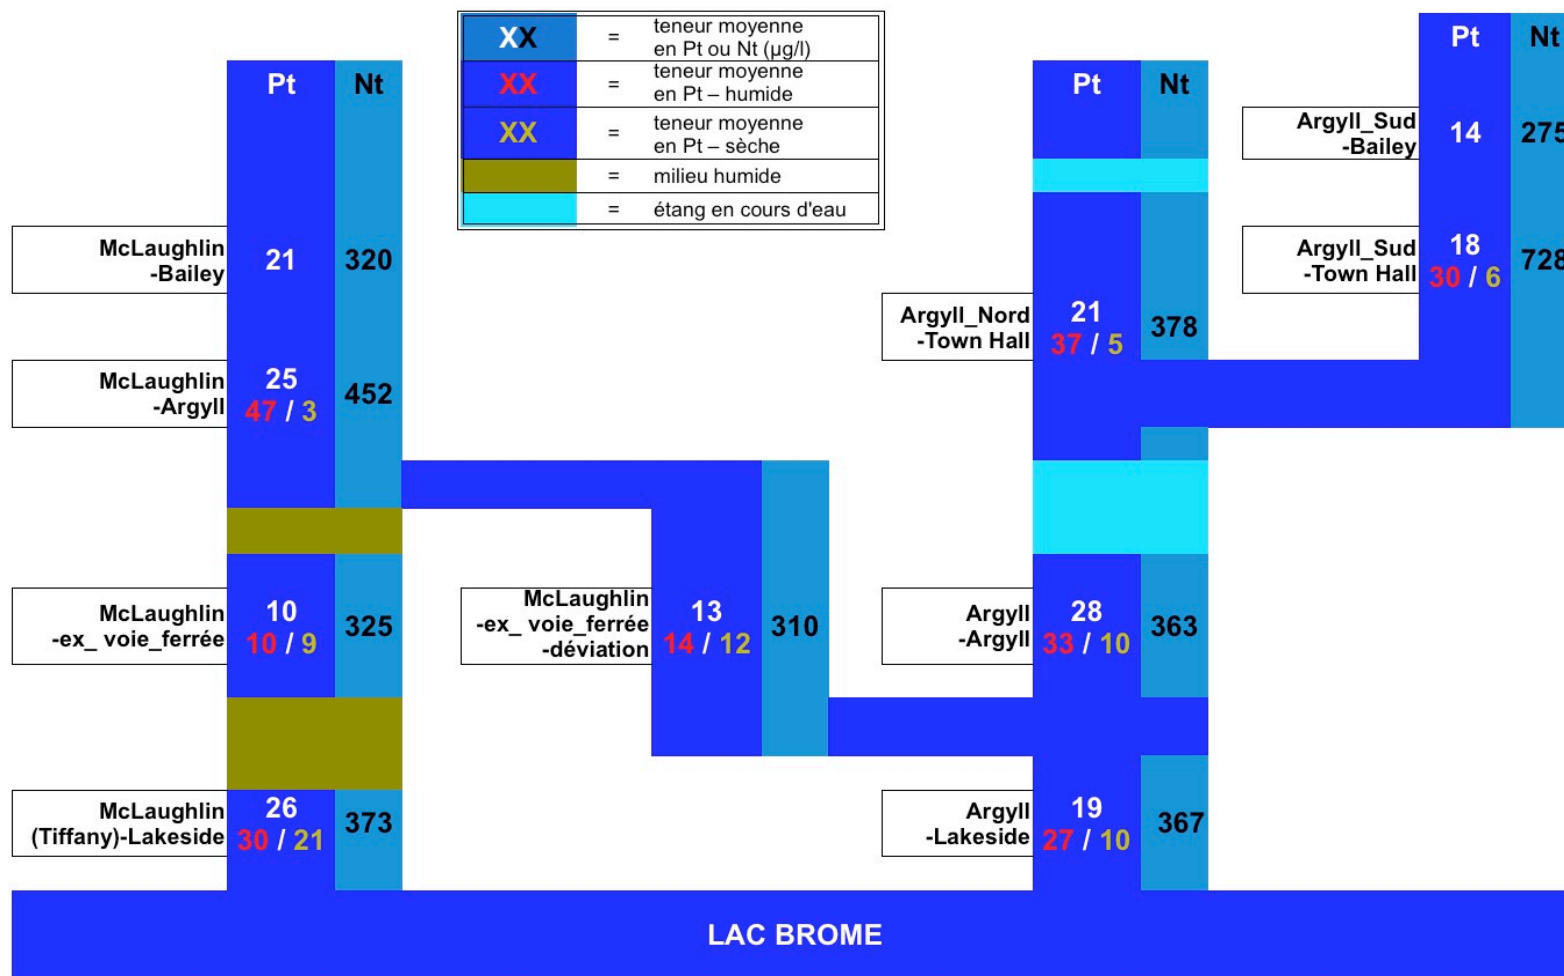 XX = teneur moyenne
en Pt ou Nt (µg/l)
XX = teneur moyenne
en Pt – humide
XX = teneur moyenne
en Pt – sèche
= milieu humide
= étang en cours d'eau
Pt Nt
McLaughlin
-Bailey
21 320
McLaughlin
-Argyll
25
47 / 3
452
McLaughlin
-ex_ voie_ferrée
10
10 / 9
325
McLaughlin
(Tiffany)-Lakeside
26
30 / 21
373
McLaughlin
-ex_ voie_ferrée
-déviation
13
14 / 12
310
Pt Nt
Argyll_Nord
-Town Hall
21
37 / 5
378
Argyll
-Argyll
28
33 / 10
363
Argyll
-Lakeside
19
27 / 10
367
Pt Nt
Argyll_Sud
-Bailey
14 275
Argyll_Sud
-Town Hall
18
30 / 6
728
LAC BROME